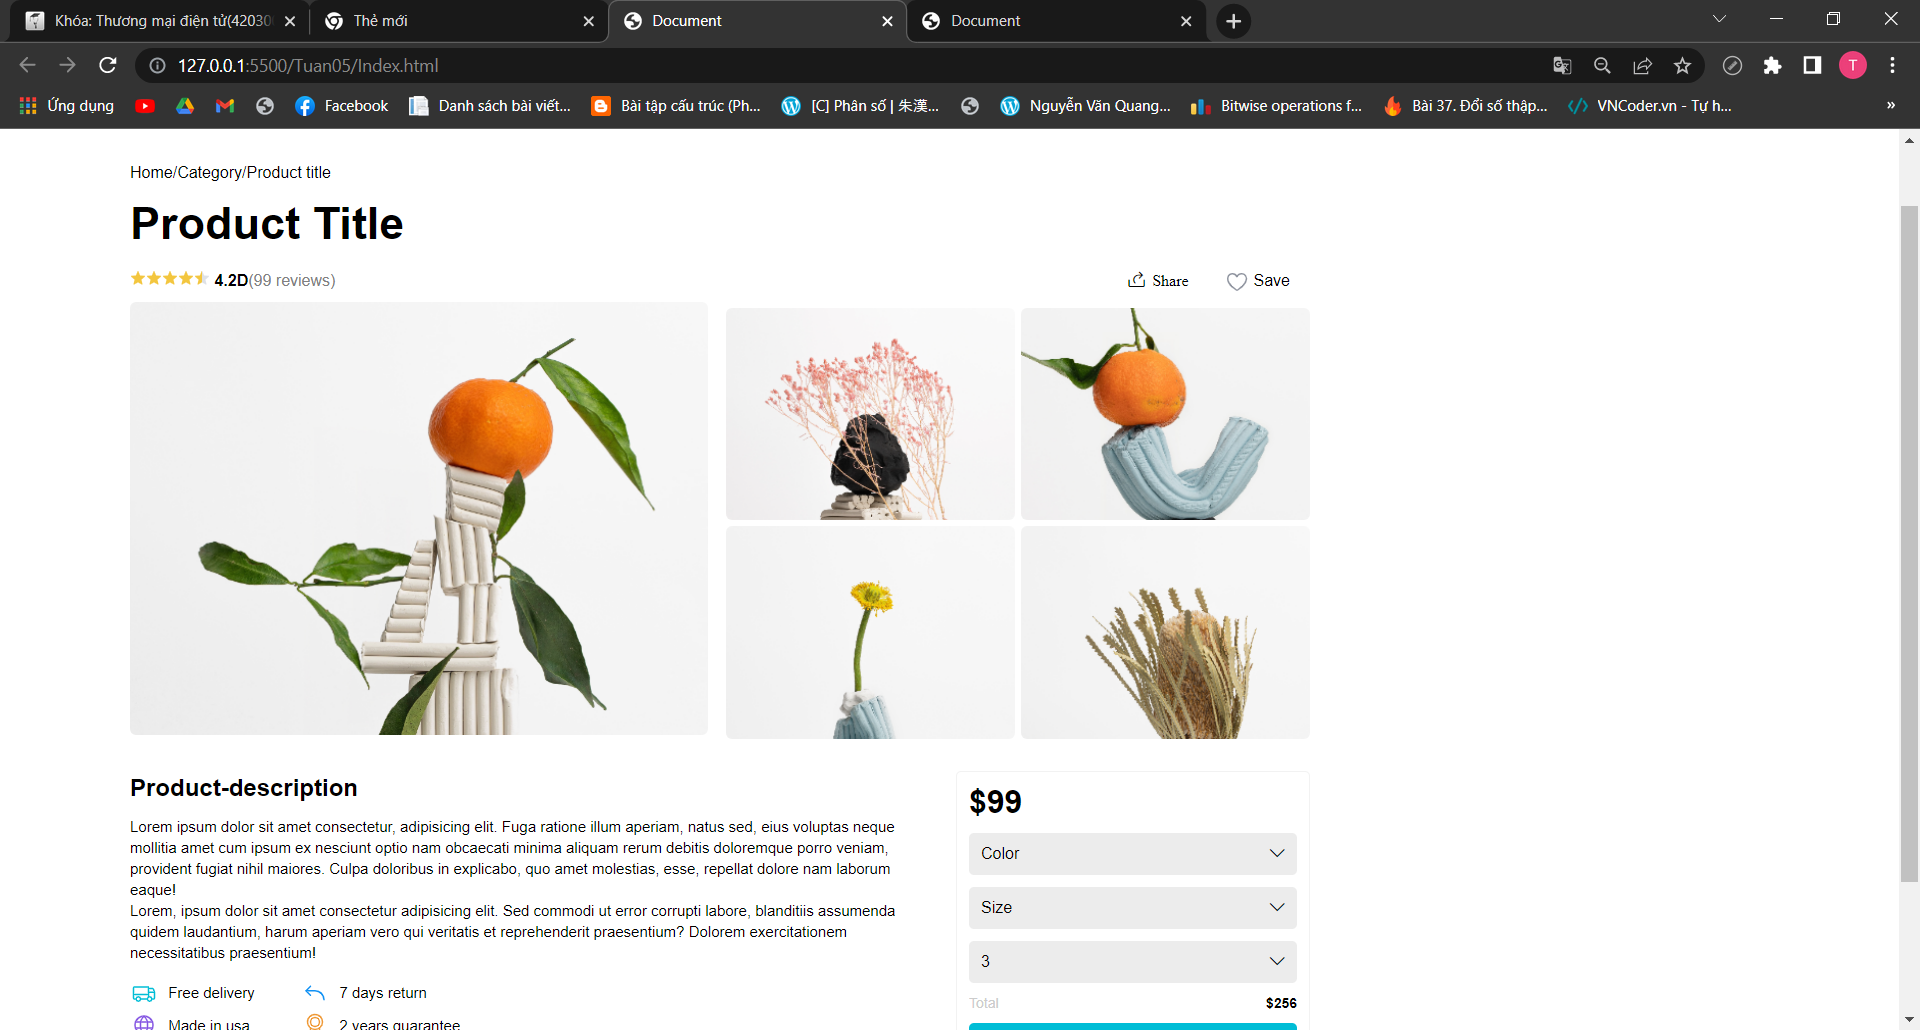 Khóa: Thương mại điện tử(42030
Thẻ mới
Document
Document
127.0.0.1:5500/Tuan05/Index.html
T
Ứng dụng
Facebook
Danh sách bài viết...
Bài tập cấu trúc (Ph...
[C] Phân số | 朱漢...
Nguyễn Văn Quang...
Bitwise operations f...
Bài 37. Đổi số thập...
VNCoder.vn - Tự h...
»
Home/Category/Product title
Product Title
4.2D(99 reviews)
Share
Save
Product-description
Lorem ipsum dolor sit amet consectetur, adipisicing elit. Fuga ratione illum aperiam, natus sed, eius voluptas neque
mollitia amet cum ipsum ex nesciunt optio nam obcaecati minima aliquam rerum debitis doloremque porro veniam,
provident fugiat nihil maiores. Culpa doloribus in explicabo, quo amet molestias, esse, repellat dolore nam laborum
eaque!
Lorem, ipsum dolor sit amet consectetur adipisicing elit. Sed commodi ut error corrupti labore, blanditiis assumenda
quidem laudantium, harum aperiam vero qui veritatis et reprehenderit praesentium? Dolorem exercitationem
necessitatibus praesentium!
Free delivery
7 days return
Made in usa
2 years guarantee
$99
Color
Size
3
Total
$256